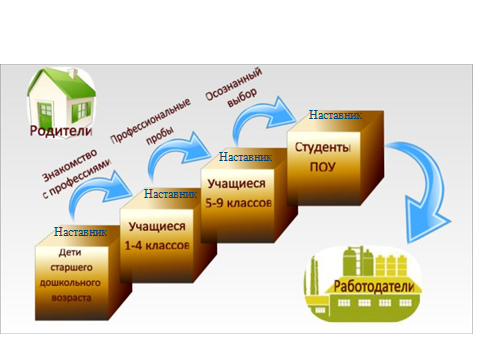 Родители
Знакомство
с профессиями
Профессиональные
пробы
Осознанный
выбор
Наставник
Дети
старшего
дошкольного
возраста
Наставник
Учащиеся
1-4 классов
Наставник
Учащиеся
5-9 классов
Наставник
Студенты
ПОУ
Работодатели